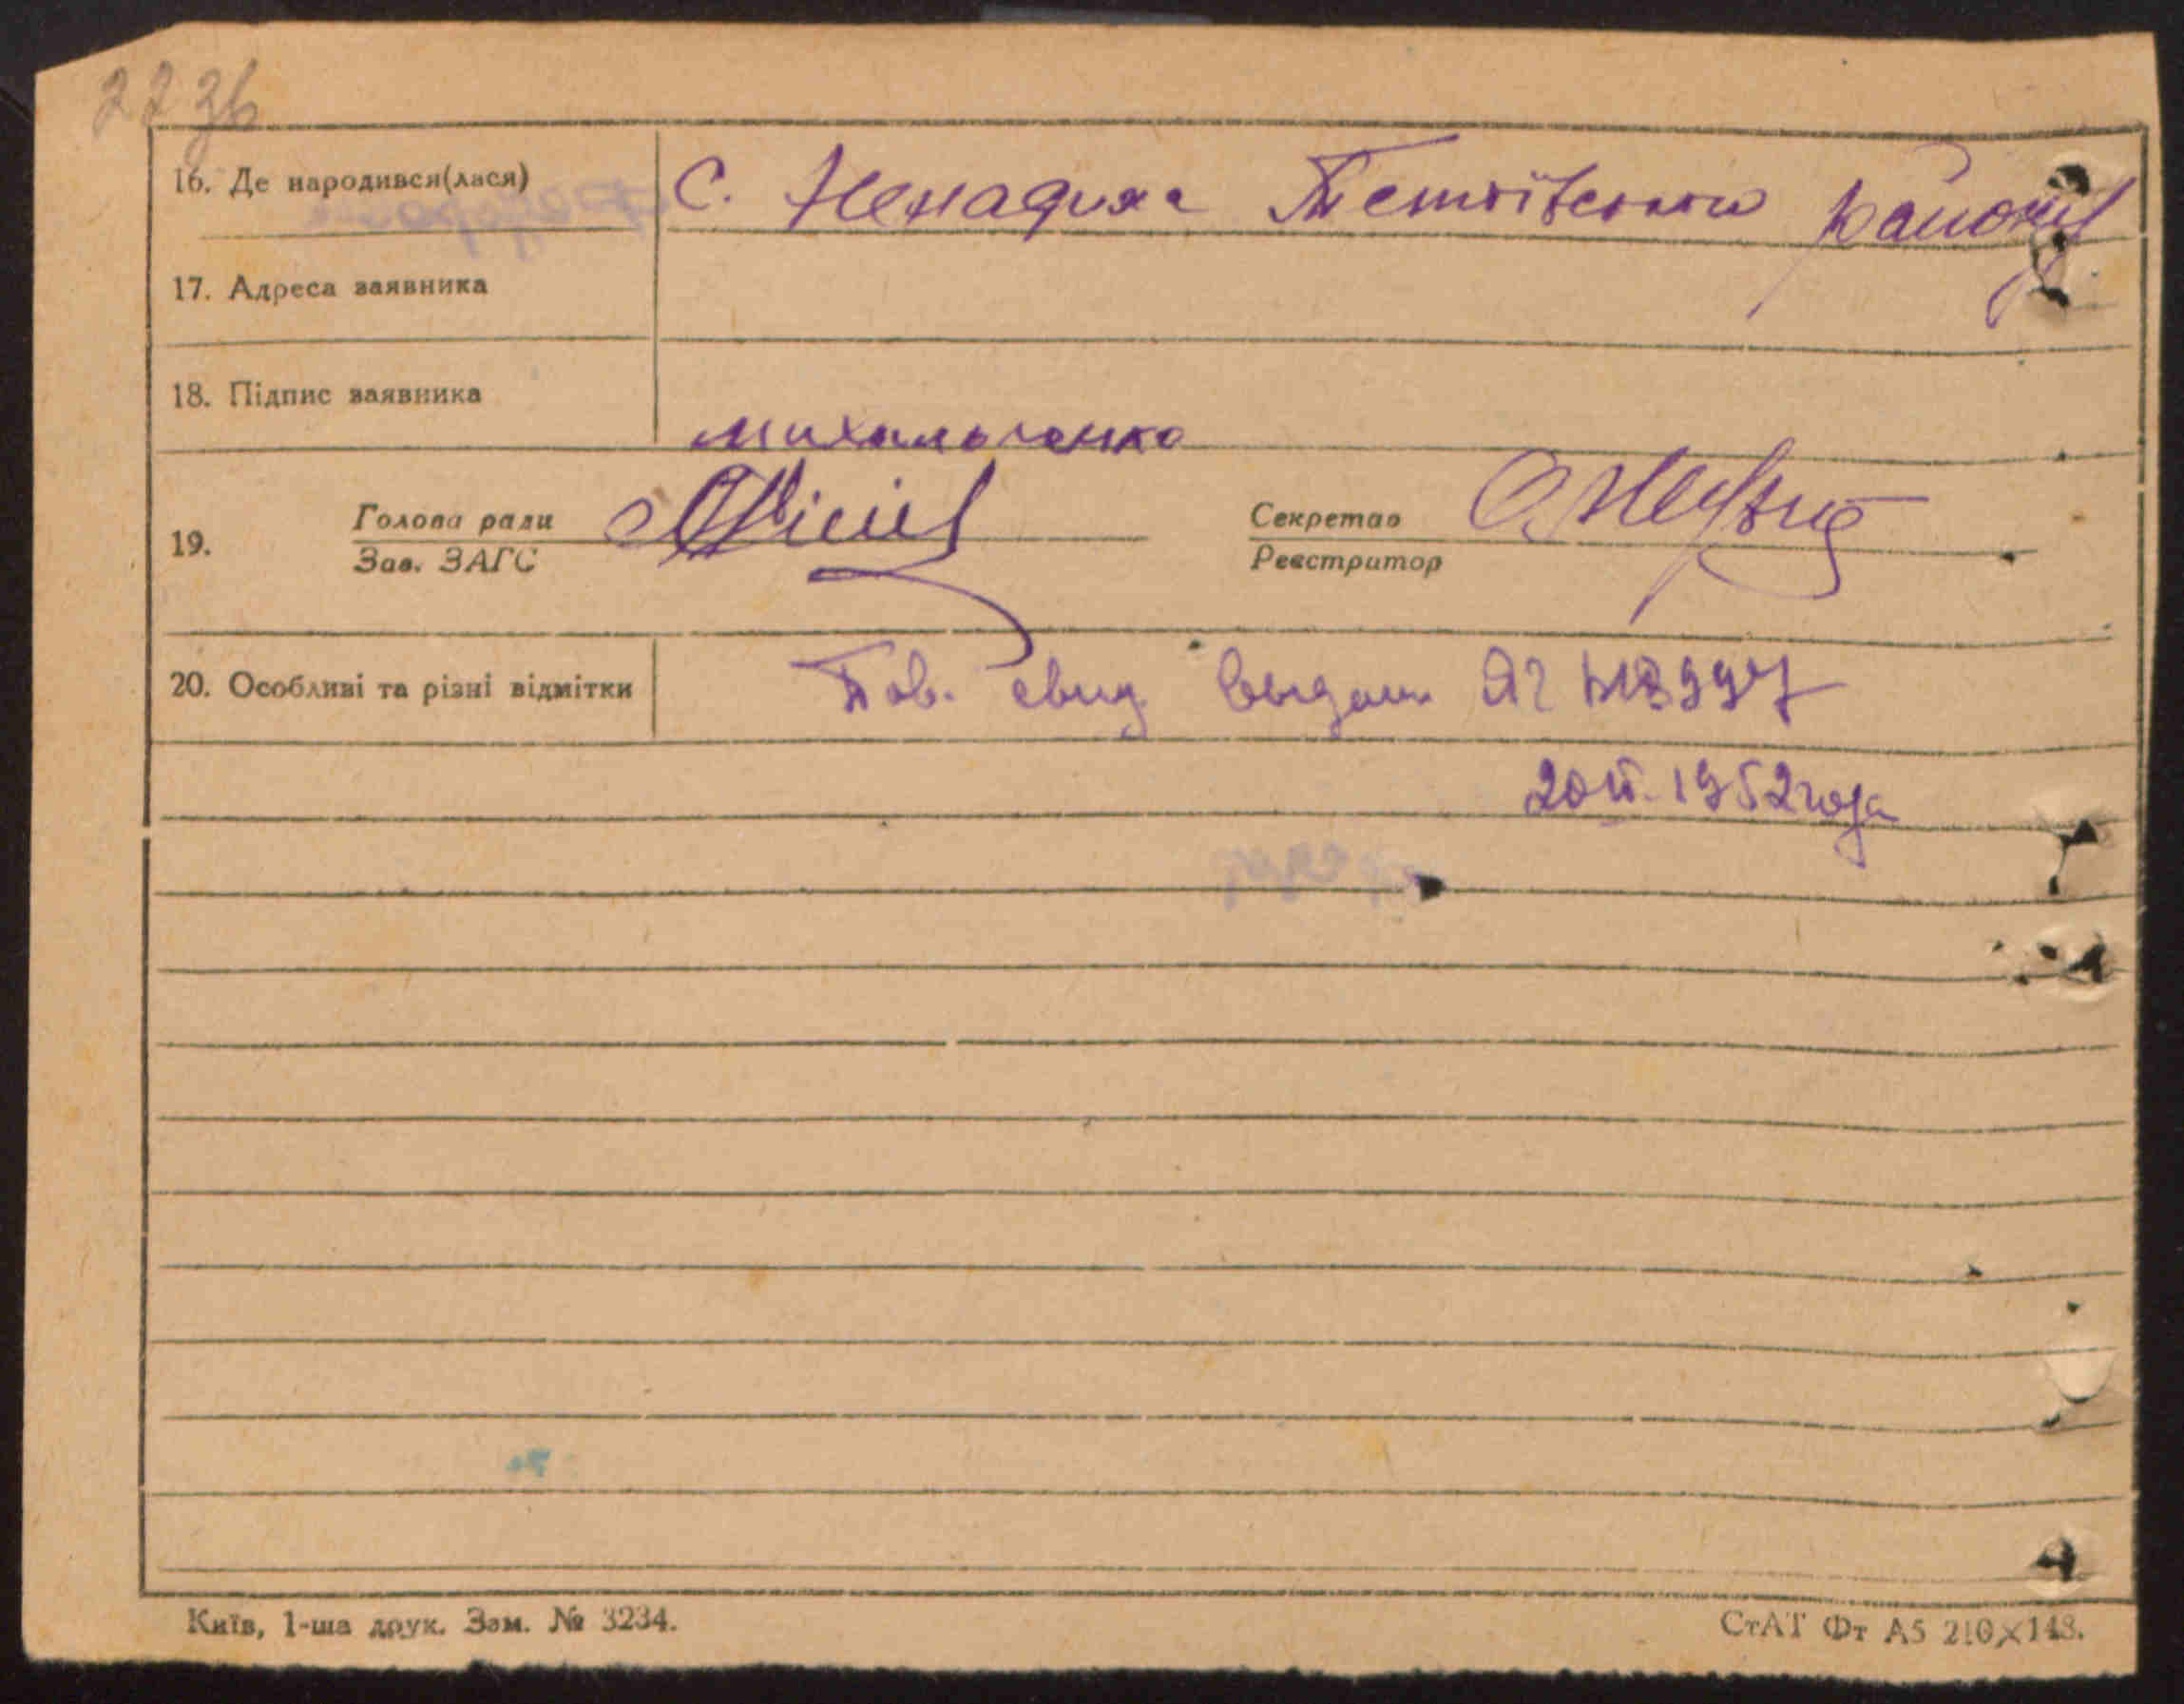 2236
16. Де народився(лася) С. Ненадиха Тетіївського району
17. Адреса заявника
18. Підпис заявника Михальченко
19. Голова ради Секретар
Зав. ЗАГС Реєстратор
20. Особливі та різні відмітки Пов. свид. выдан
1952 года
Київ, 1-ша друк. Зам. № 3234.
СтАТ Фт А5 210×148.